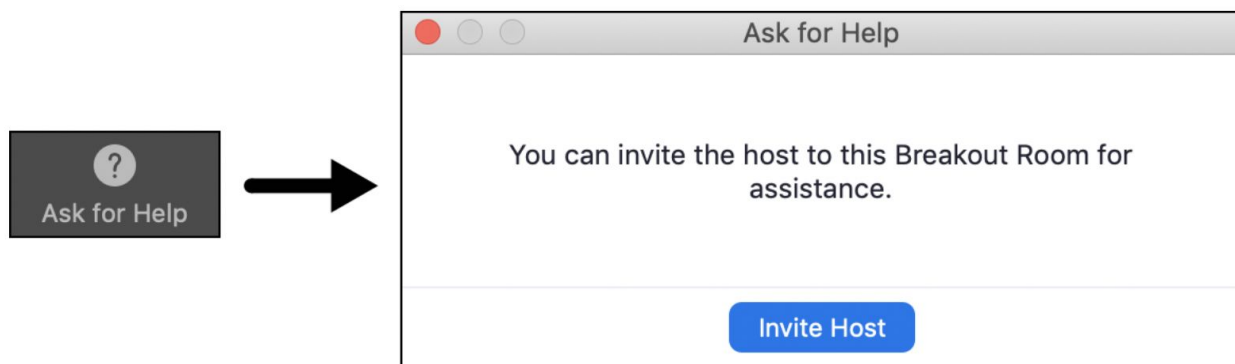 Ask for Help
?
Ask for Help
You can invite the host to this Breakout Room for
assistance.
Invite Host